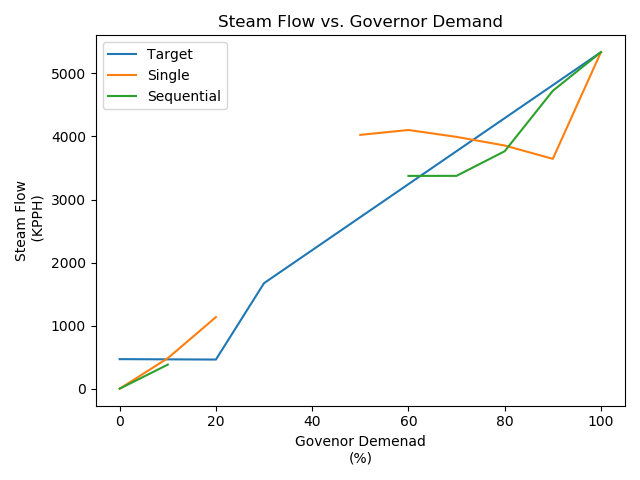 Steam Flow vs. Governor Demand
Target
Single
Sequential
Steam Flow
(KPPH)
5000
4000
3000
2000
1000
0
0 20 40 60 80 100
Govenor Demenad
(%)